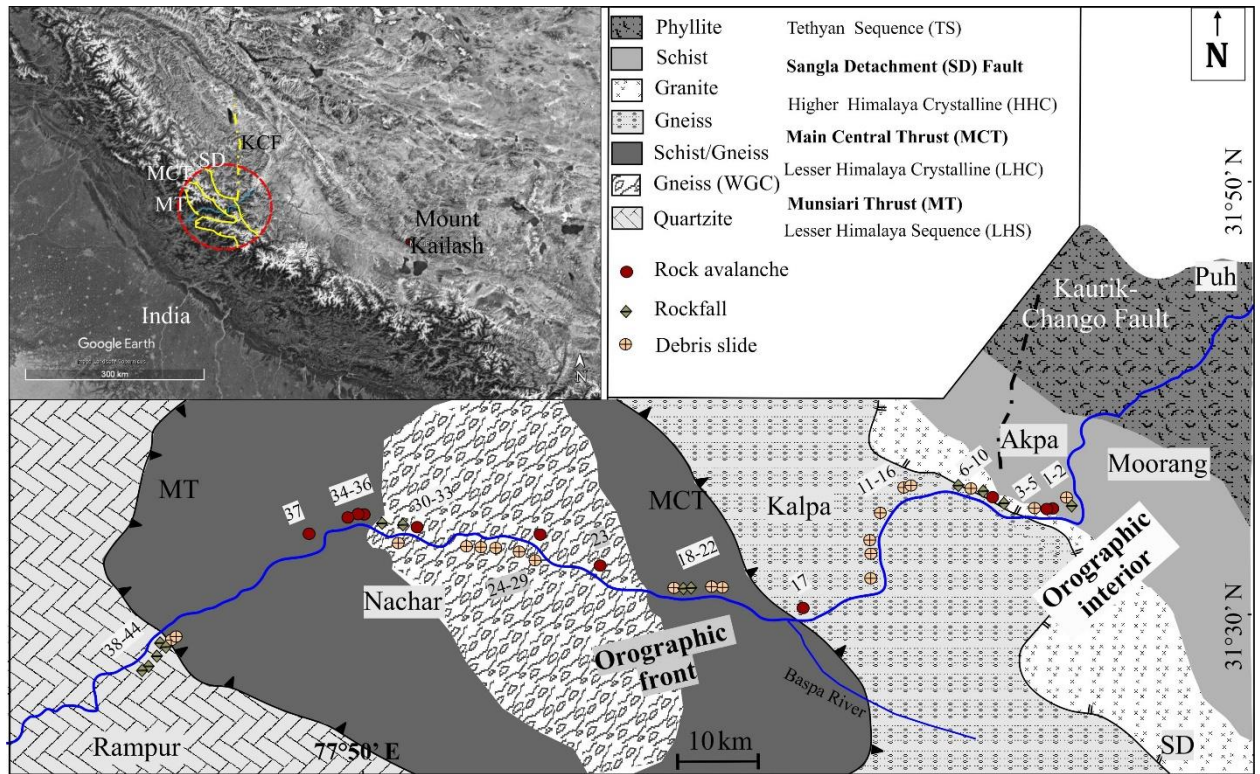 KCF
SD
MCT
MT
Mount
Kailash
India
Google Earth
300 km
N
Phyllite
Schist
Granite
Gneiss
Schist/Gneiss
Gneiss (WGC)
Quartzite
Rock avalanche
Rockfall
Debris slide
Tethyan Sequence (TS)
Sangla Detachment (SD) Fault
Higher Himalaya Crystalline (HHC)
Main Central Thrust (MCT)
Lesser Himalaya Crystalline (LHC)
Munsiari Thrust (MT)
Lesser Himalaya Sequence (LHS)
N
31°50’ N
Puh
Kaurik-
Chango Fault
Akpa
Moorang
1-2
3-5
6-10
11-16
Kalpa
Orographic
interior
31°30’ N
MT
34-36
37
30-33
MCT
23
18-22
17
24-29
Nachar
Orographic
front
38-44
Baspa River
Rampur
77°50’ E
10 km
SD